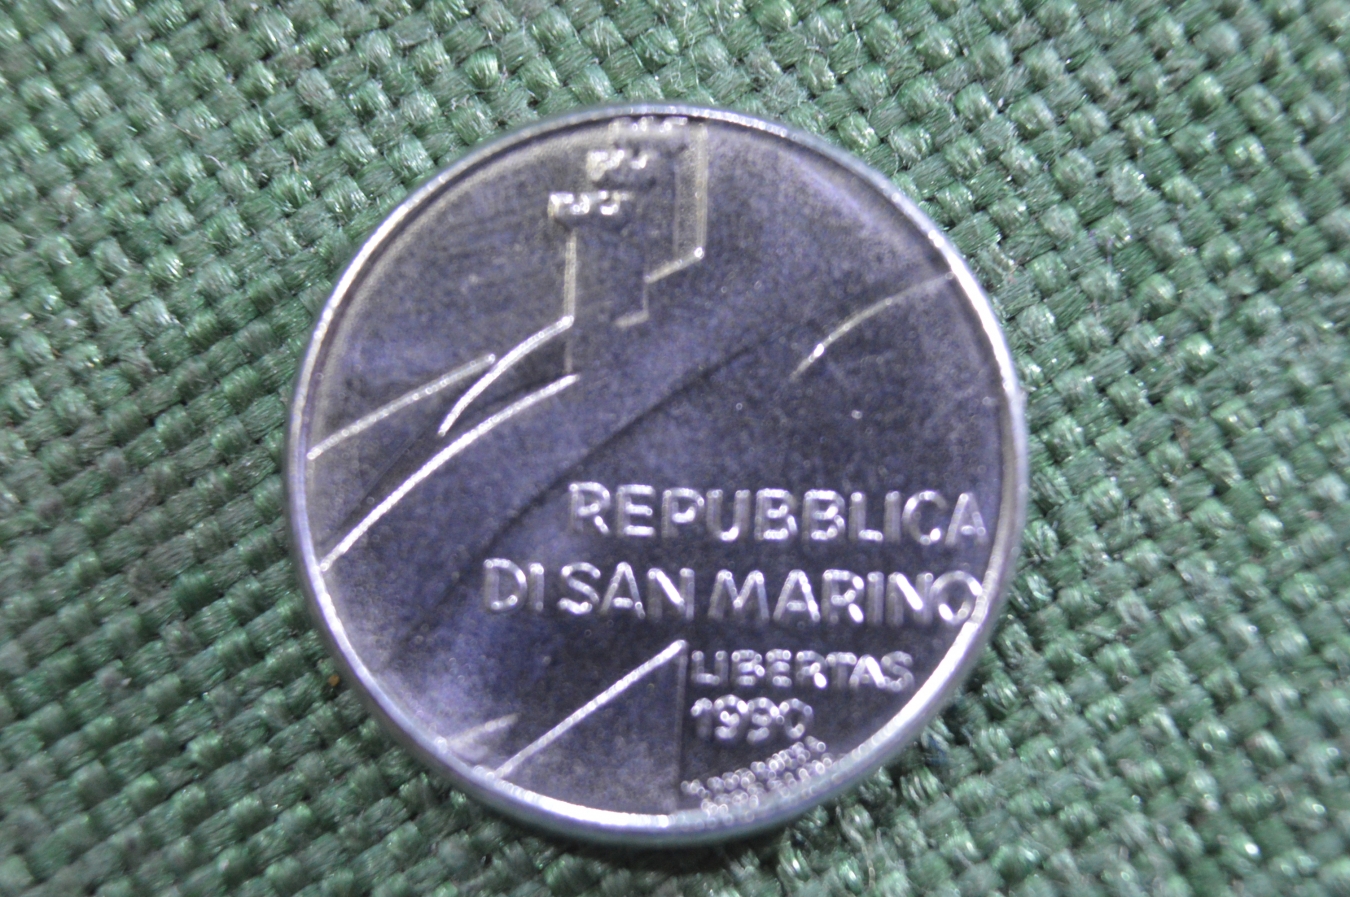 REPUBBLICA
DI SAN MARINO
LIBERTAS
1990